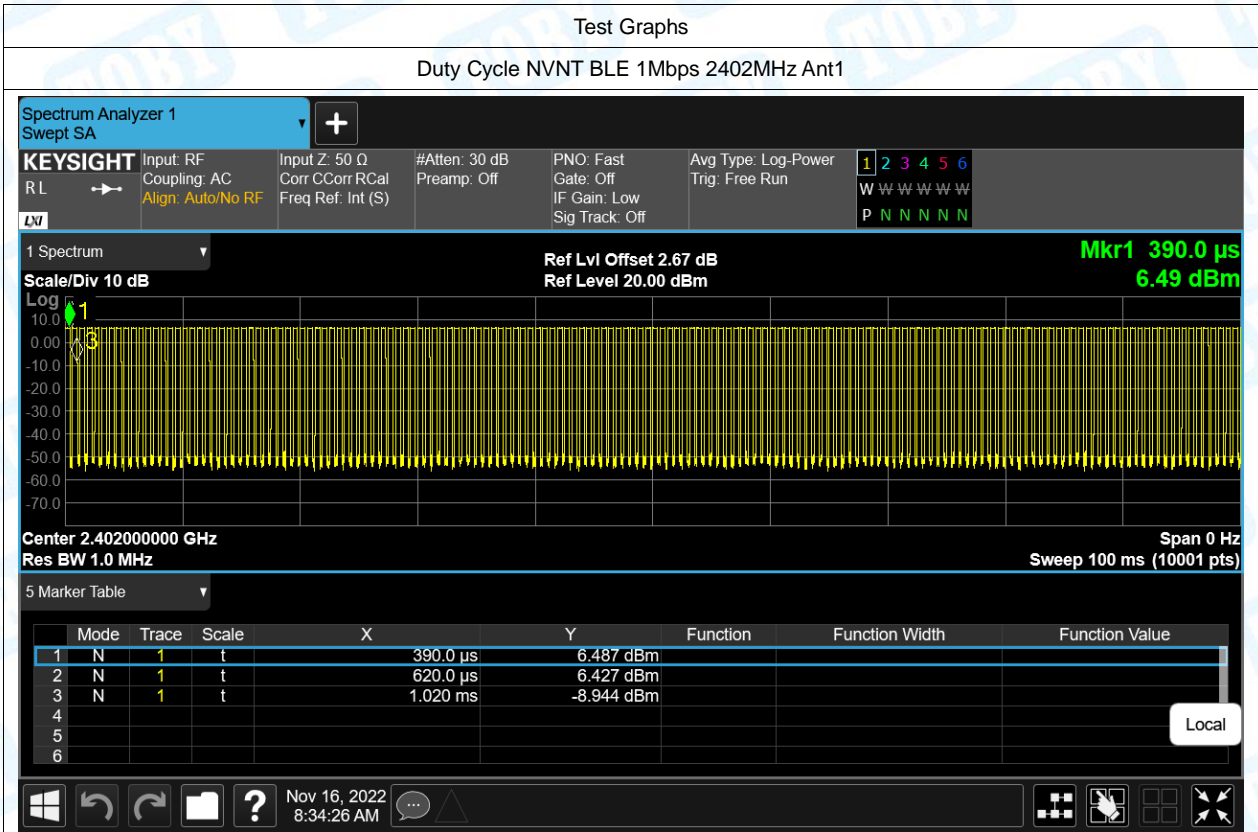 Test Graphs
Duty Cycle NVNT BLE 1Mbps 2402MHz Ant1
Spectrum Analyzer 1
Swept SA
KEYSIGHT Input: RF Input Z: 50 Ω #Atten: 30 dB PNO: Fast Avg Type: Log-Power 1 2 3 4 5 6
RL Coupling: AC Corr CCorr RCal Preamp: Off Gate: Off Trig: Free Run W W W W W W
Align: Auto/No RF Freq Ref: Int (S) IF Gain: Low P N N N N N
LXI Sig Track: Off
1 Spectrum Ref Lvl Offset 2.67 dB Mkr1 390.0 µs
Scale/Div 10 dB Ref Level 20.00 dBm 6.49 dBm
Log 1
10.0
0.00 3
-10.0
-20.0
-30.0
-40.0
-50.0
-60.0
-70.0
Center 2.402000000 GHz Span 0 Hz
Res BW 1.0 MHz Sweep 100 ms (10001 pts)
5 Marker Table
Mode Trace Scale X Y Function Function Width Function Value
1 N 1 t 390.0 µs 6.487 dBm
2 N 1 t 620.0 µs 6.427 dBm
3 N 1 t 1.020 ms -8.944 dBm
4
5
6
Local
? Nov 16, 2022
8:34:26 AM
TOBY